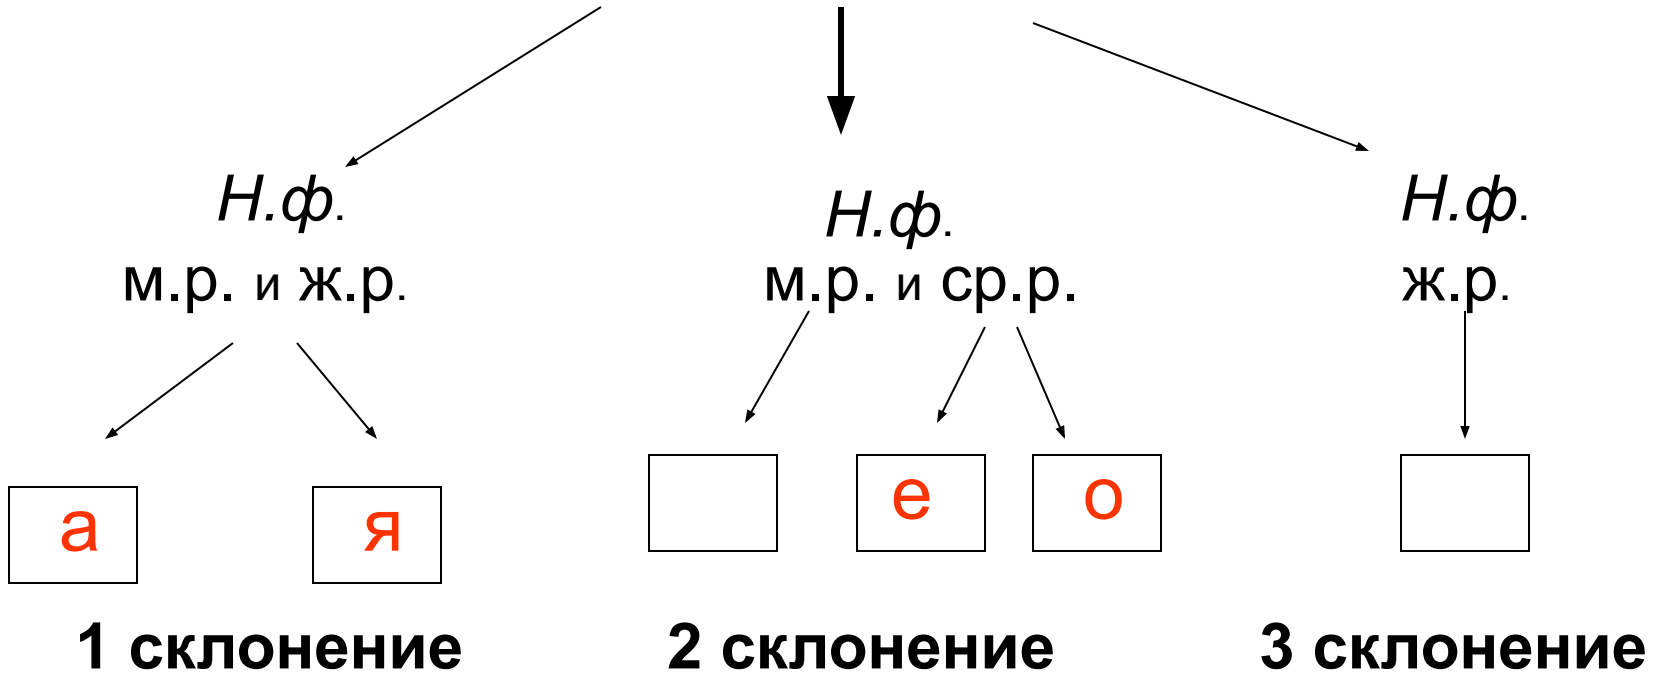 Н.ф. Н.ф. Н.ф.
м.р. и ж.р. м.р. и ср.р. ж.р.
а я е о
1 склонение 2 склонение 3 склонение